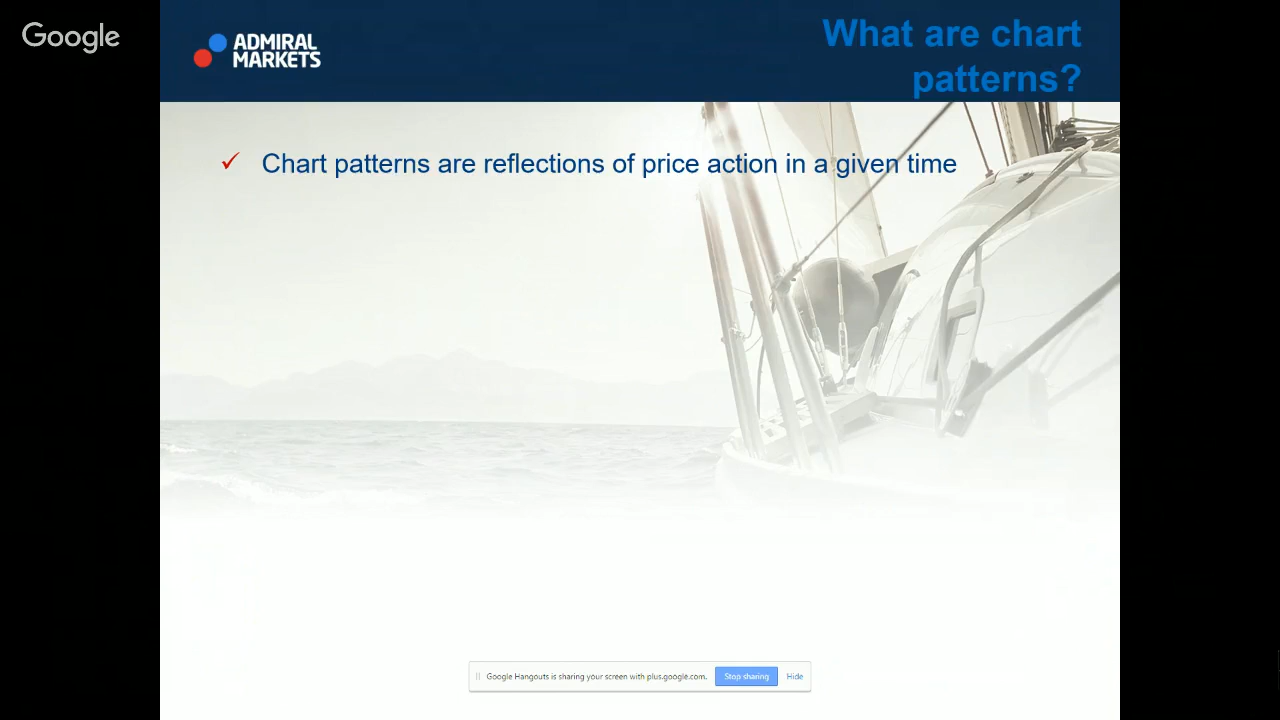 Google
ADMIRAL
MARKETS
What are chart
patterns?
✓ Chart patterns are reflections of price action in a given time
Google Hangouts is sharing your screen with plus.google.com. Stop sharing Hide